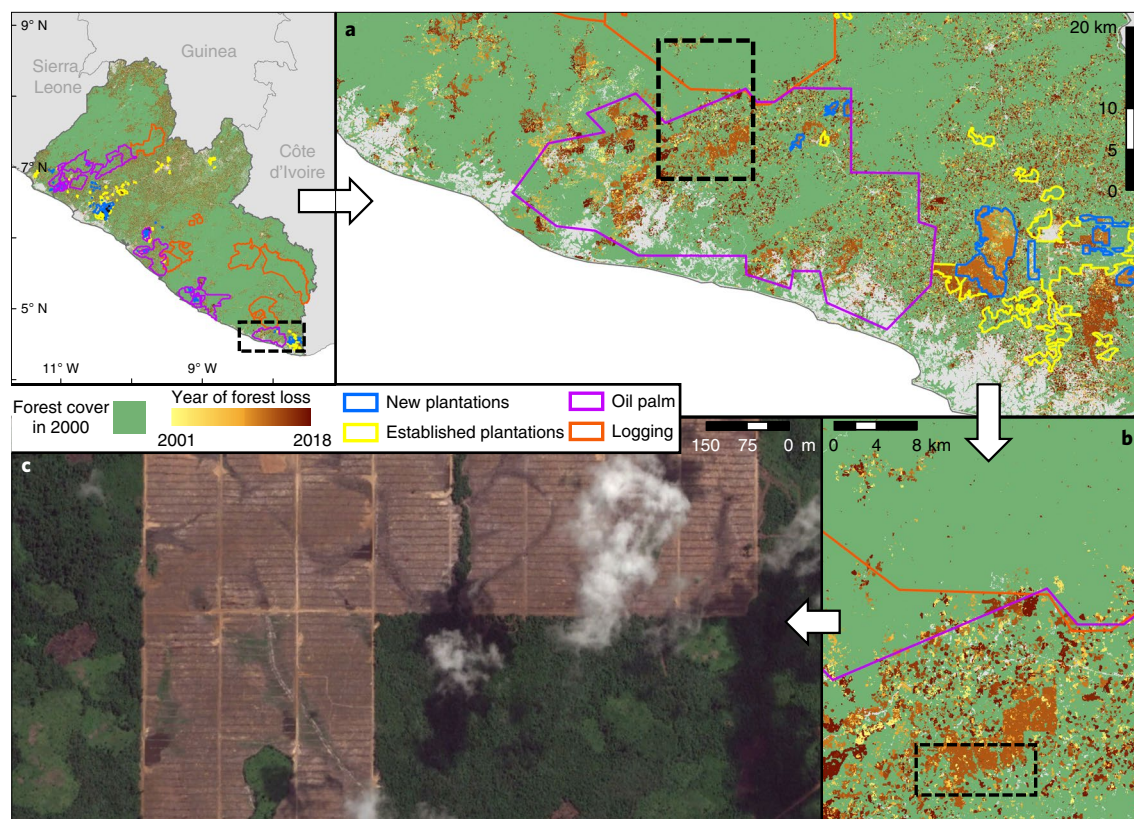 9° N
Guinea
Sierra
Leone
7° N
Côte
d'Ivoire
5° N
11° W
9° W
a
20 km
10
5
0
Forest cover
in 2000
Year of forest loss
2001
2018
New plantations
Established plantations
Oil palm
Logging
c
150
75
0 m
b
0
4
8 km